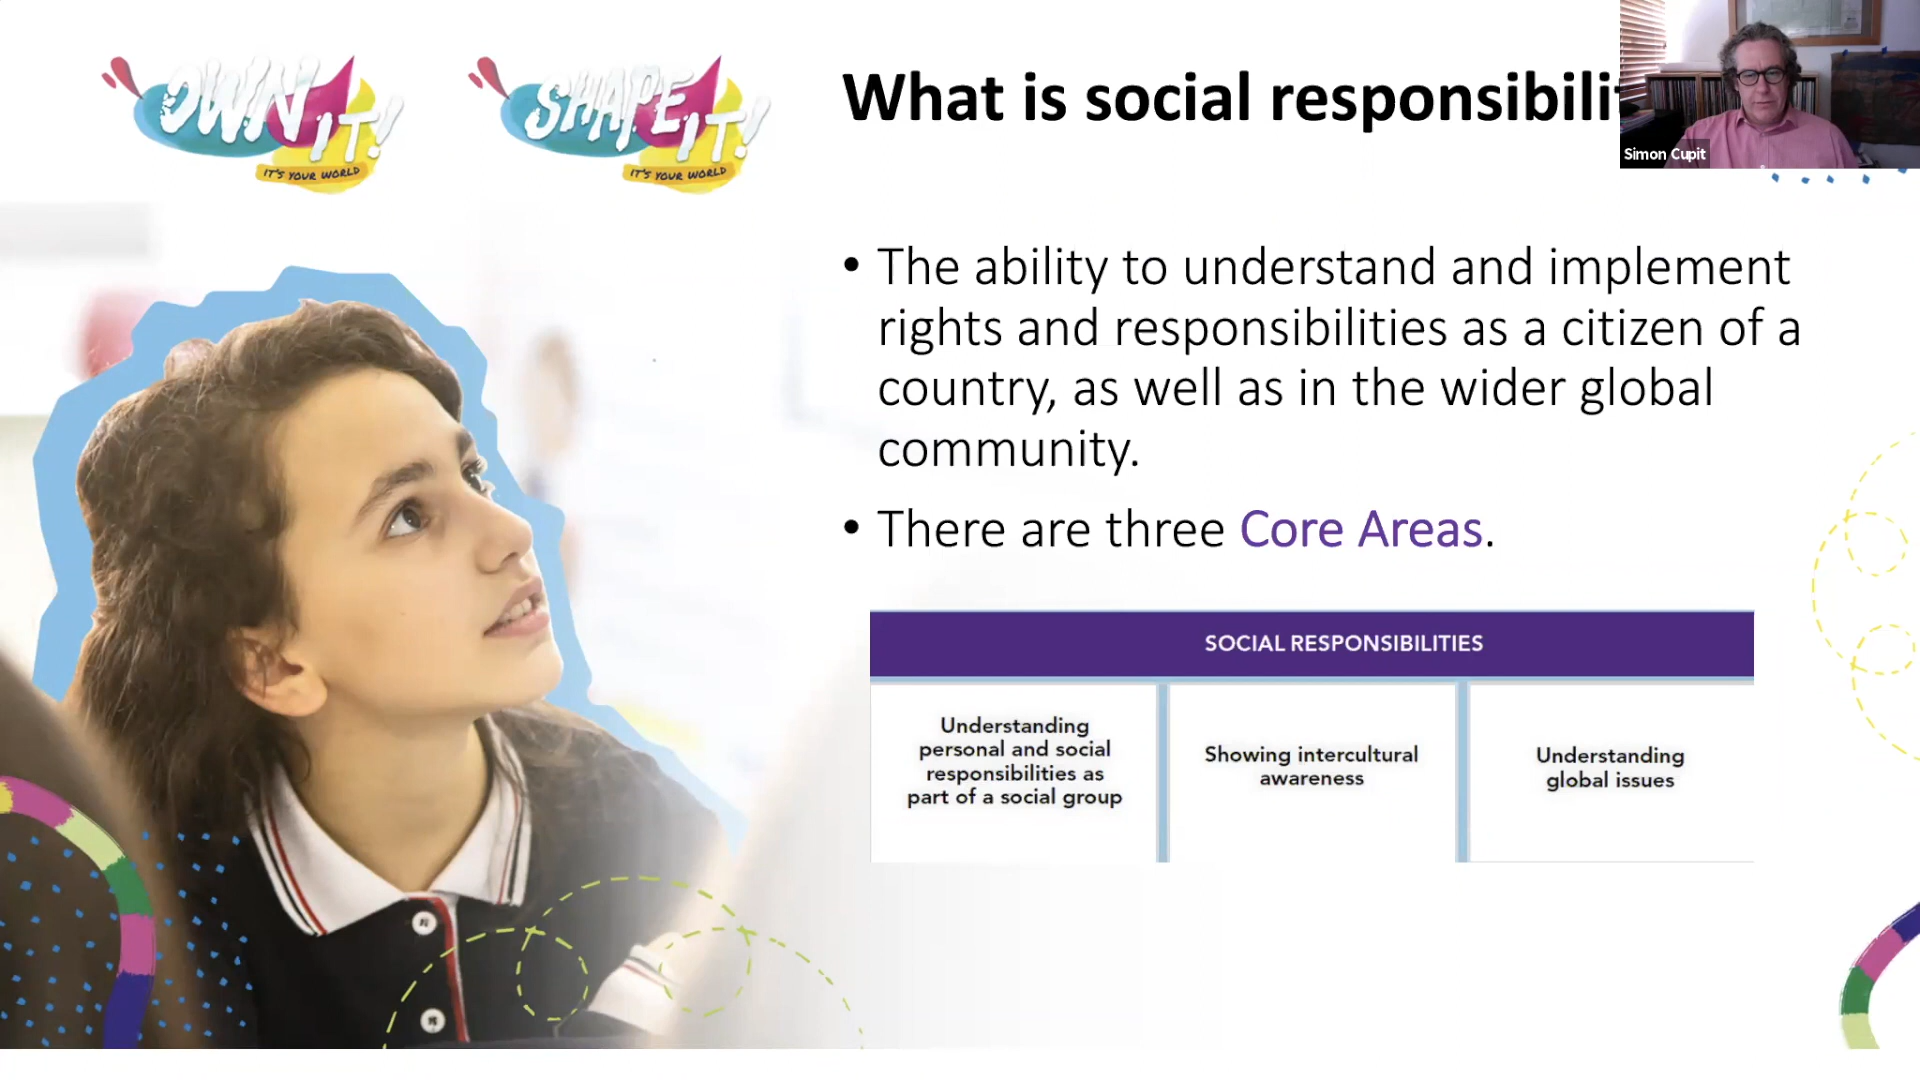 OWN IT!
IT'S YOUR WORLD
SHAPE IT!
IT'S YOUR WORLD
What is social responsibilit
Simon Cupit
• The ability to understand and implement
rights and responsibilities as a citizen of a
country, as well as in the wider global
community.
• There are three Core Areas.
SOCIAL RESPONSIBILITIES
Understanding
personal and social
responsibilities as
part of a social group
Showing intercultural
awareness
Understanding
global issues